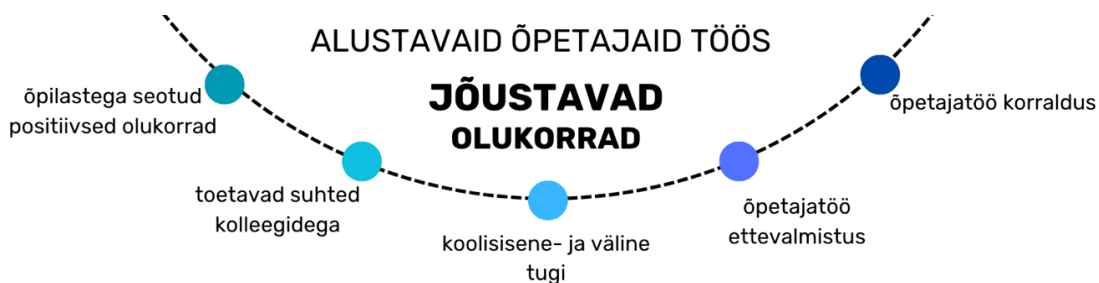 ALUSTAVAID ÕPETAJAID TÖÖS
JÕUSTAVAD
OLUKORRAD
õpilastega seotud
positiivsed olukorrad
toetavad suhted
kolleegidega
koolisisene- ja väline
tugi
õpetajatöö
ettevalmistus
õpetajatöö korraldus